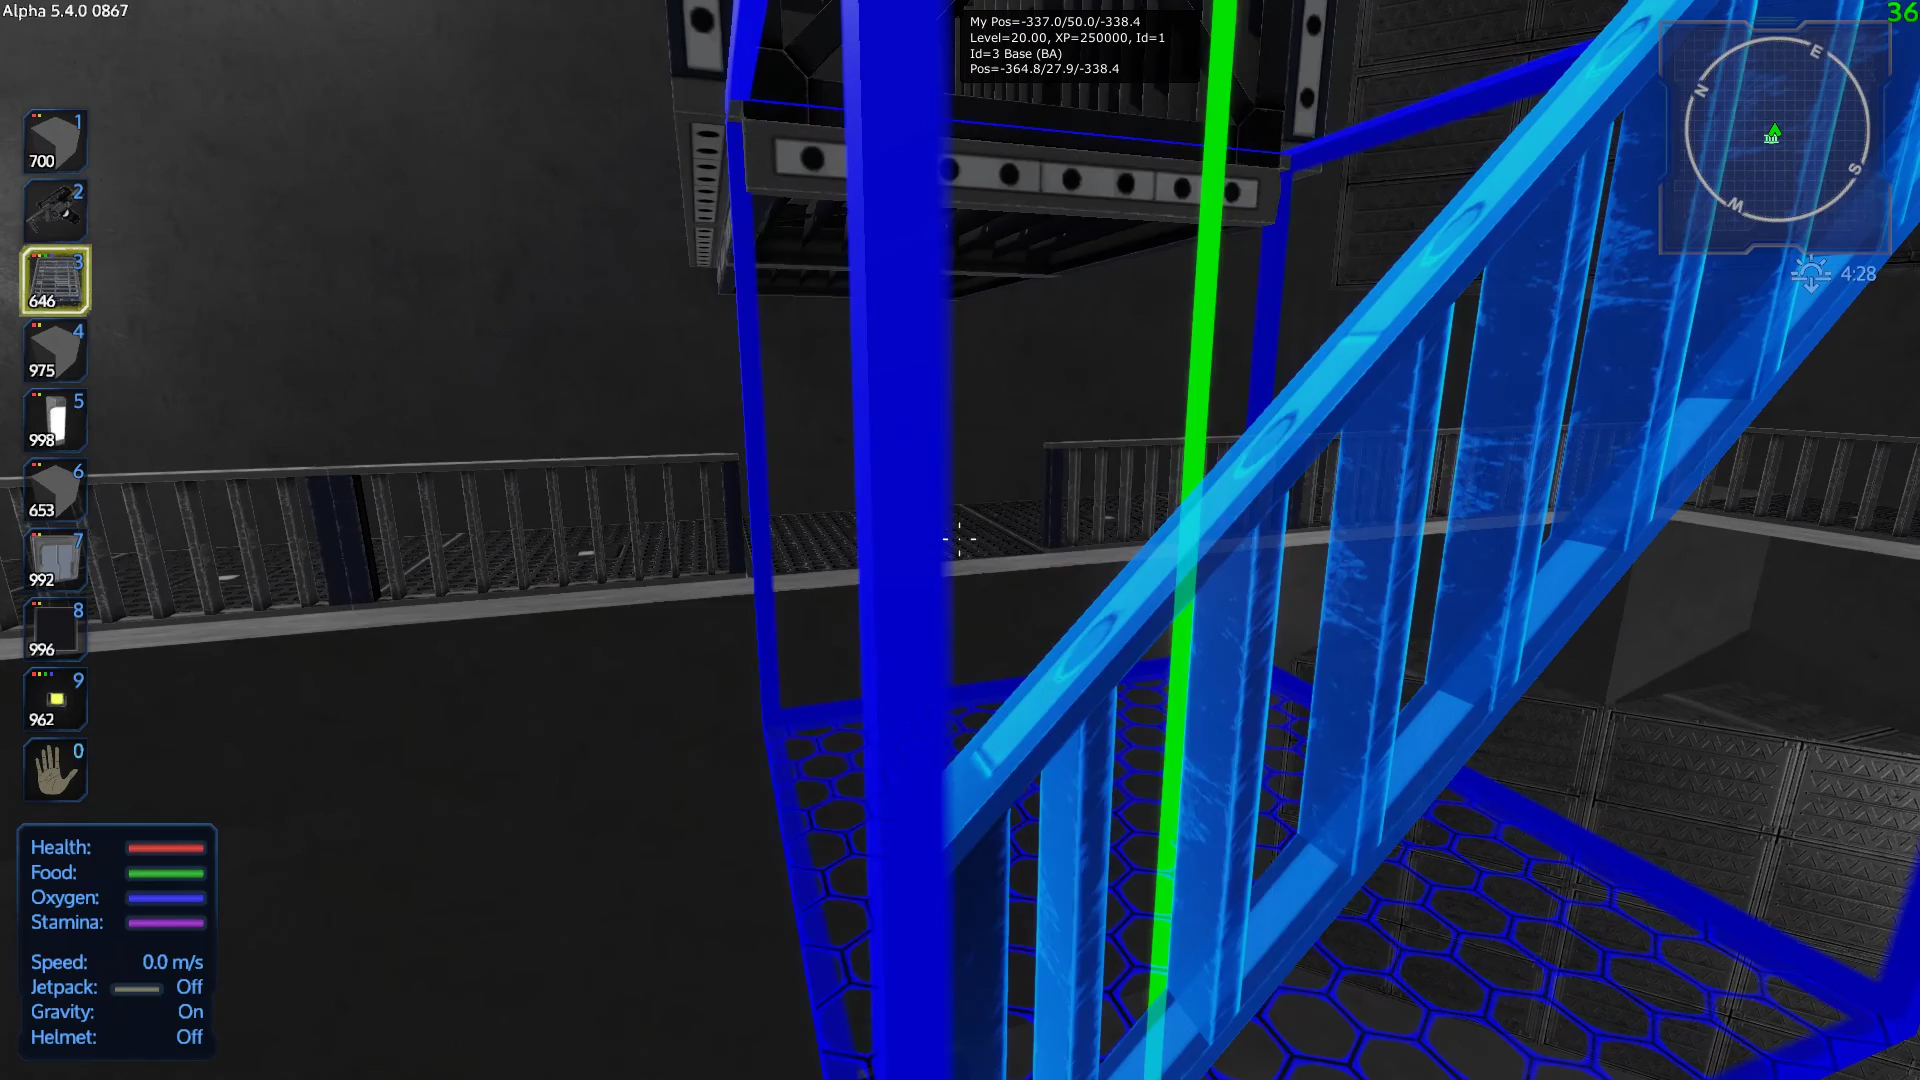 Alpha 5.4.0 0867
My Pos=-337.0/50.0/-338.4
Level=20.00, XP=250000, Id=1
Id=3 Base (BA)
Pos=-364.8/27.9/-338.4
36
N
E
S
W
4:28
1
700
2
3
646
4
975
5
998
6
653
7
992
8
996
9
962
0
Health:
Food:
Oxygen:
Stamina:
Speed: 0.0 m/s
Jetpack: Off
Gravity: On
Helmet: Off